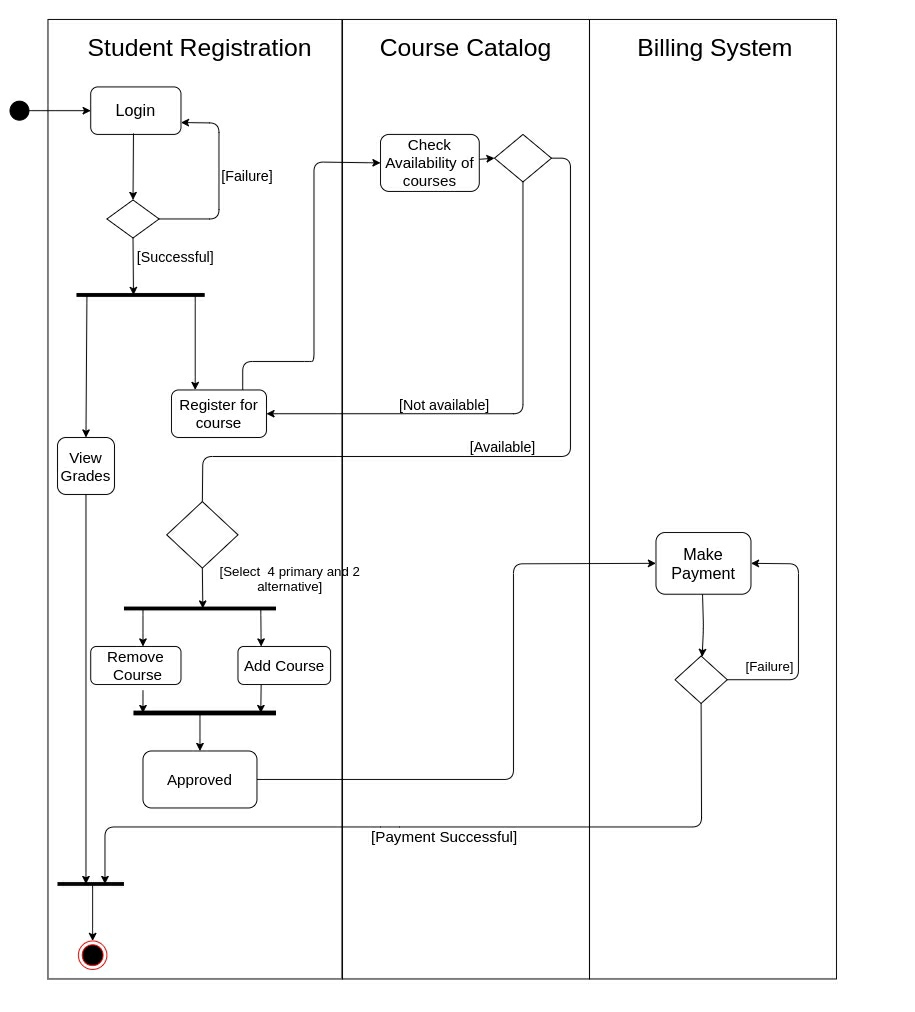 Student Registration
Course Catalog
Billing System
Login
[Failure]
[Successful]
Check
Availability of
courses
Register for
course
[Not available]
[Available]
View
Grades
[Select  4 primary and 2
alternative]
Make
Payment
Remove
Course
Add Course
[Failure]
Approved
[Payment Successful]